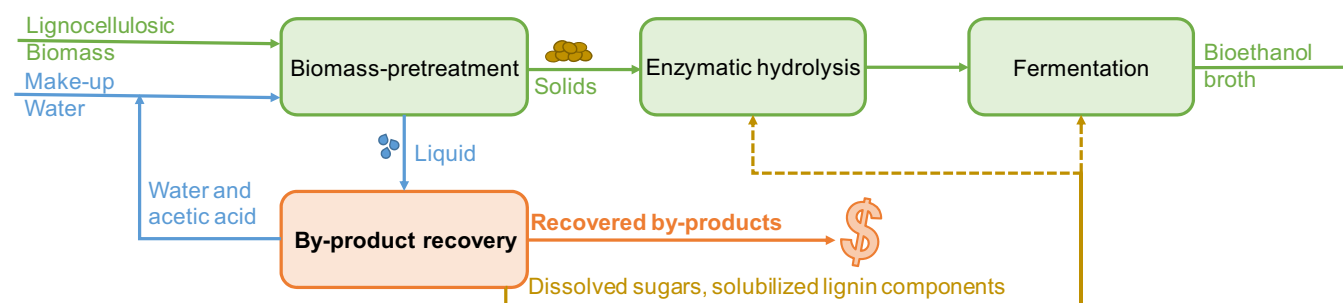 Lignocellulosic
Biomass
Make-up
Water
Biomass-pretreatment
Solids
Enzymatic hydrolysis
Fermentation
Bioethanol
broth
Liquid
Water and
acetic acid
By-product recovery
Recovered by-products
$
Dissolved sugars, solubilized lignin components